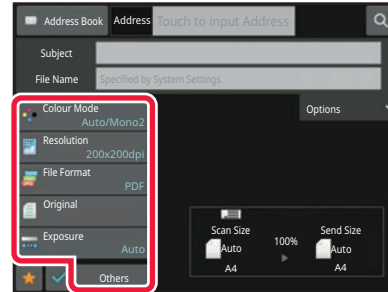 Address Book Address Touch to input Address
Subject
File Name Specified by System Settings
Colour Mode
Auto/Mono2
Options
Resolution
200x200dpi
File Format
PDF
Original
Exposure
Auto
Others
Scan Size
Auto
A4
100%
Send Size
Auto
A4